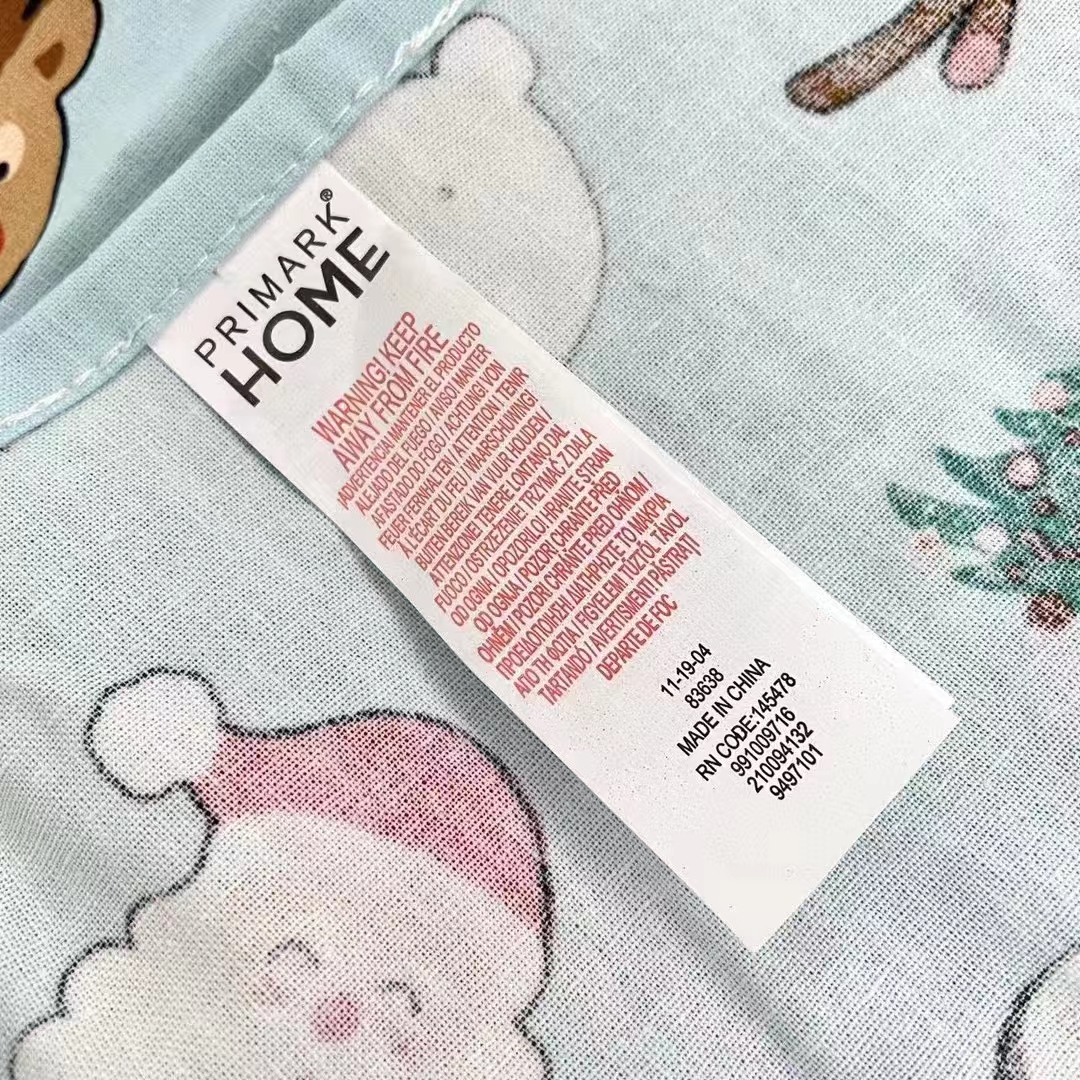 PRIMARK®
HOME
WARNING! KEEP
AWAY FROM FIRE
¡ADVERTENCIA! MANTENER EL PRODUCTO
ALEJADO DEL FUEGO / AVISO! MANTER
AFASTADO DO FOGO / ACHTUNG! VON
FEUER FERNHALTEN / ATTENTION ! TENIR
À L'ÉCART DU FEU / WAARSCHUWING!
BUITEN BEREIK VAN VUUR HOUDEN /
ATTENZIONE! TENERE LONTANO DAL
FUOCO / OSTRZEŻENIE TRZYMAĆ Z DALA
OD OGNIA / OPOZORILO! HRANITE STRAN
OD OGNJA / POZOR! CHRAŇTE PŘED
OHNĚM / POZOR! CHRÁŇTE PRED OHŇOM /
ΠΡΟΕΙΔΟΠΟΙΗΣΗ! ΔΙΑΤΗΡΗΣΤΕ ΤΟ ΜΑΚΡΙΑ
ΑΠΟ ΤΗ ΦΩΤΙΑ / FIGYELEM! TŰZTŐL TÁVOL
TARTANDÓ / AVERTISMENT! PĂSTRAȚI
DEPARTE DE FOC
11-19-04
83638
MADE IN CHINA
RN CODE:145478
991009716
210094132
9497101